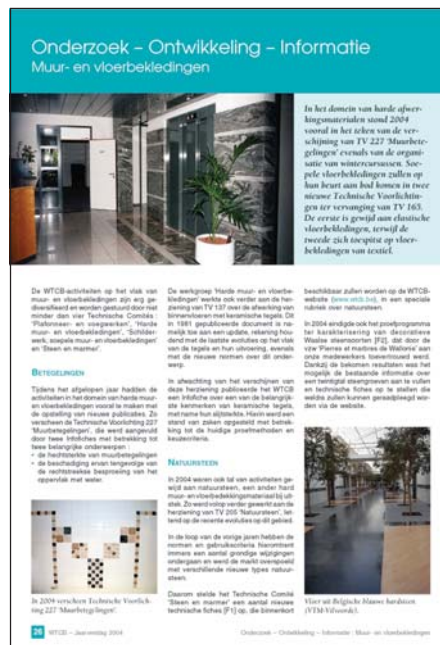 Onderzoek – Ontwikkeling – Informatie
Muur- en vloerbekledingen
In het domein van harde afwer-
kingsmaterialen stond 2004
vooral in het teken van de ver-
schijning van TV 227 'Muurbete-
gelingen' evenals van de organi-
satie van wintercursussen. Soe-
pele vloerbekledingen zullen op
hun beurt aan bod komen in twee
nieuwe Technische Voorlichtin-
gen ter vervanging van TV 165.
De eerste is gewijd aan elastische
vloerbekledingen, terwijl de
tweede zich toespitst op vloer-
bekledingen van textiel.
De WTCB-activiteiten op het vlak van
muur- en vloerbekledingen zijn erg ge-
diversifieerd en worden gestuurd door niet
minder dan vier Technische Comités :
'Plafonneer- en voegwerken', 'Harde
muur- en vloerbekledingen', 'Schilder-
werk, soepele muur- en vloerbekledingen'
en 'Steen en marmer'.
BETEGELINGEN
Tijdens het afgelopen jaar hadden de
activiteiten in het domein van harde muur-
en vloerbekledingen vooral te maken met
de opstelling van nieuwe publicaties. Zo
verscheen de Technische Voorlichting 227
'Muurbetegelingen', die werd aangevuld
door twee Infofiches met betrekking tot
twee belangrijke onderwerpen :
• de hechtsterkte van muurbetegelingen
• de beschadiging ervan tengevolge van
de rechtstreekse besproeiing van het
oppervlak met water.
In 2004 verscheen Technische Voorlich-
ting 227 'Muurbetegelingen'.
De werkgroep 'Harde muur- en vloerbe-
kledingen' werkte ook verder aan de her-
ziening van TV 137 over de afwerking van
binnenvloeren met keramische tegels. Dit
in 1981 gepubliceerde document is na-
melijk toe aan een update, rekening hou-
dend met de laatste evoluties op het vlak
van de tegels en hun uitvoering, evenals
met de nieuwe normen over dit onder-
werp.
In afwachting van het verschijnen van
deze herziening publiceerde het WTCB
een Infofiche over een van de belangrijk-
ste kenmerken van keramische tegels,
met name hun slijtsterkte. Hierin werd een
stand van zaken opgesteld met betrek-
king tot de huidige proefmethoden en
keuzecriteria.
NATUURSTEEN
In 2004 waren ook tal van activiteiten ge-
wijd aan natuursteen, een ander hard
muur- en vloerbedekkingsmateriaal bij uit-
stek. Zo werd volop verder gewerkt aan de
herziening van TV 205 'Natuursteen', let-
tend op de recente evoluties op dit gebied.
In de loop van de vorige jaren hebben de
normen en gebruikscriteria hieromtrent
immers een aantal grondige wijzigingen
ondergaan en werd de markt overspoeld
met verschillende nieuwe types natuur-
steen.
Daarom stelde het Technische Comité
'Steen en marmer' een aantal nieuwe
technische fiches [F1] op, die binnenkort
beschikbaar zullen worden op de WTCB-
website (www.wtcb.be), in een speciale
rubriek over natuursteen.
In 2004 eindigde ook het proefprogramma
ter karakterisering van decoratieve
Waalse steensoorten [F2], dat door de
vzw 'Pierres et marbres de Wallonie' aan
onze medewerkers toevertrouwd werd.
Dankzij de bekomen resultaten was het
mogelijk de bestaande informatie over
een twintigtal steengroeven aan te vullen
en technische fiches op te stellen die
weldra zullen kunnen geraadpleegd wor-
den via de website.
Vloer uit Belgische blauwe hardsteen
(VTM-Vilvoorde).
26 WTCB – Jaarverslag 2004
Onderzoek – Ontwikkeling – Informatie : Muur- en vloerbekledingen